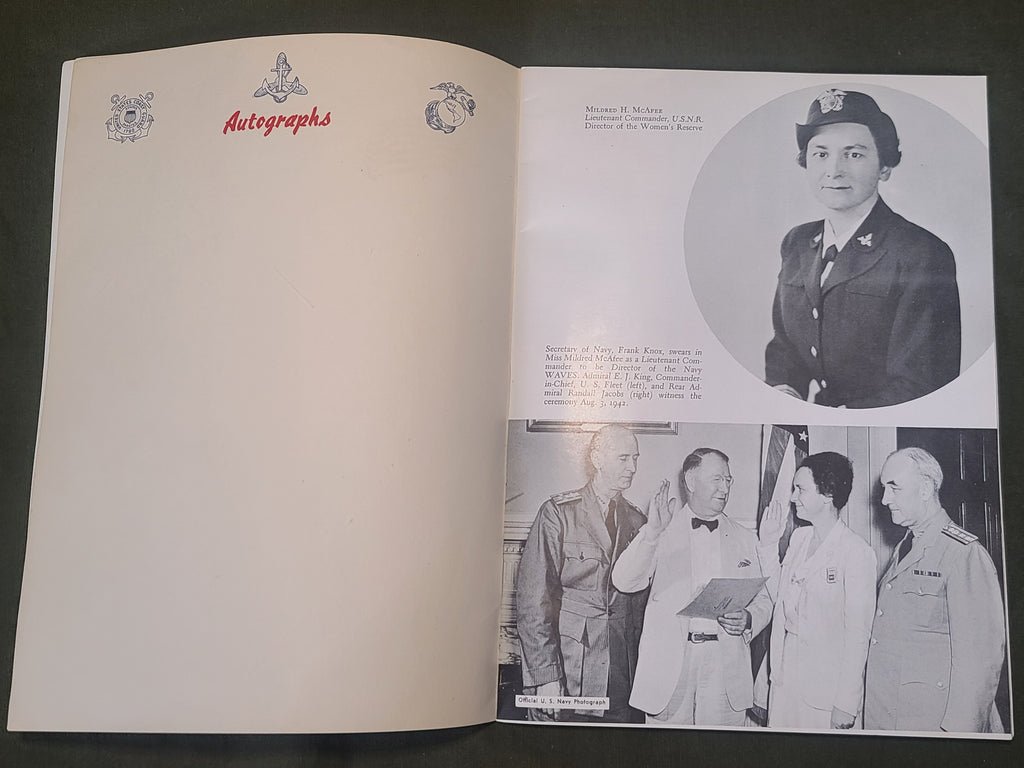 Autographs
MILDRED H. MCAFEE
Lieutenant Commander, U.S.N.R.
Director of the Women's Reserve
Secretary of Navy, Frank Knox, swears in
Miss Mildred McAfee as a Lieutenant Com-
mander to be Director of the Navy
WAVES. Admiral E. J. King, Commander-
in-Chief, U. S. Fleet (left), and Rear Ad-
miral Randall Jacobs (right) witness the
ceremony Aug. 3, 1942.
Official U. S. Navy Photograph